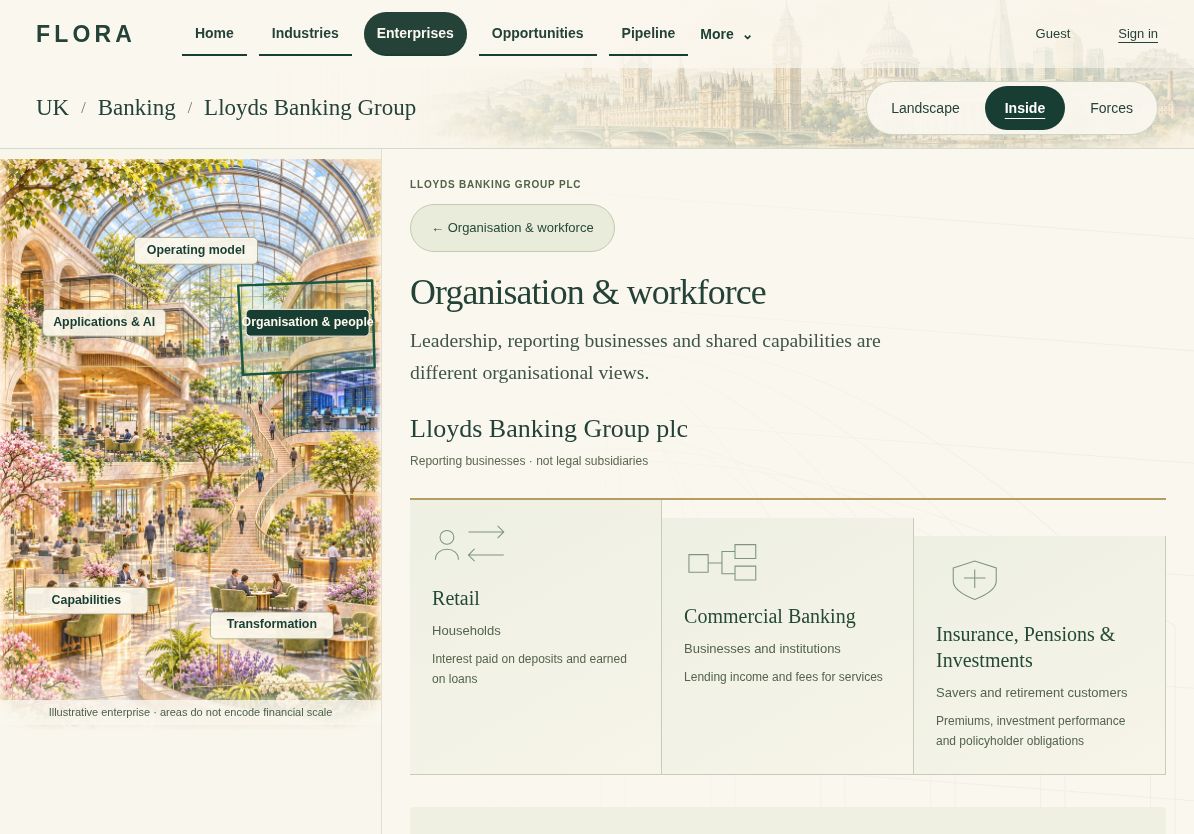 FLORA
Home
Industries
Enterprises
Opportunities
Pipeline
More
Guest
Sign in
UK / Banking / Lloyds Banking Group
Landscape
Inside
Forces
Operating model
Applications & AI
Organisation & people
Capabilities
Transformation
Illustrative enterprise · areas do not encode financial scale
LLOYDS BANKING GROUP PLC
← Organisation & workforce
Organisation & workforce
Leadership, reporting businesses and shared capabilities are
different organisational views.
Lloyds Banking Group plc
Reporting businesses · not legal subsidiaries
Retail
Households
Interest paid on deposits and earned
on loans
Commercial Banking
Businesses and institutions
Lending income and fees for services
Insurance, Pensions &
Investments
Savers and retirement customers
Premiums, investment performance
and policyholder obligations